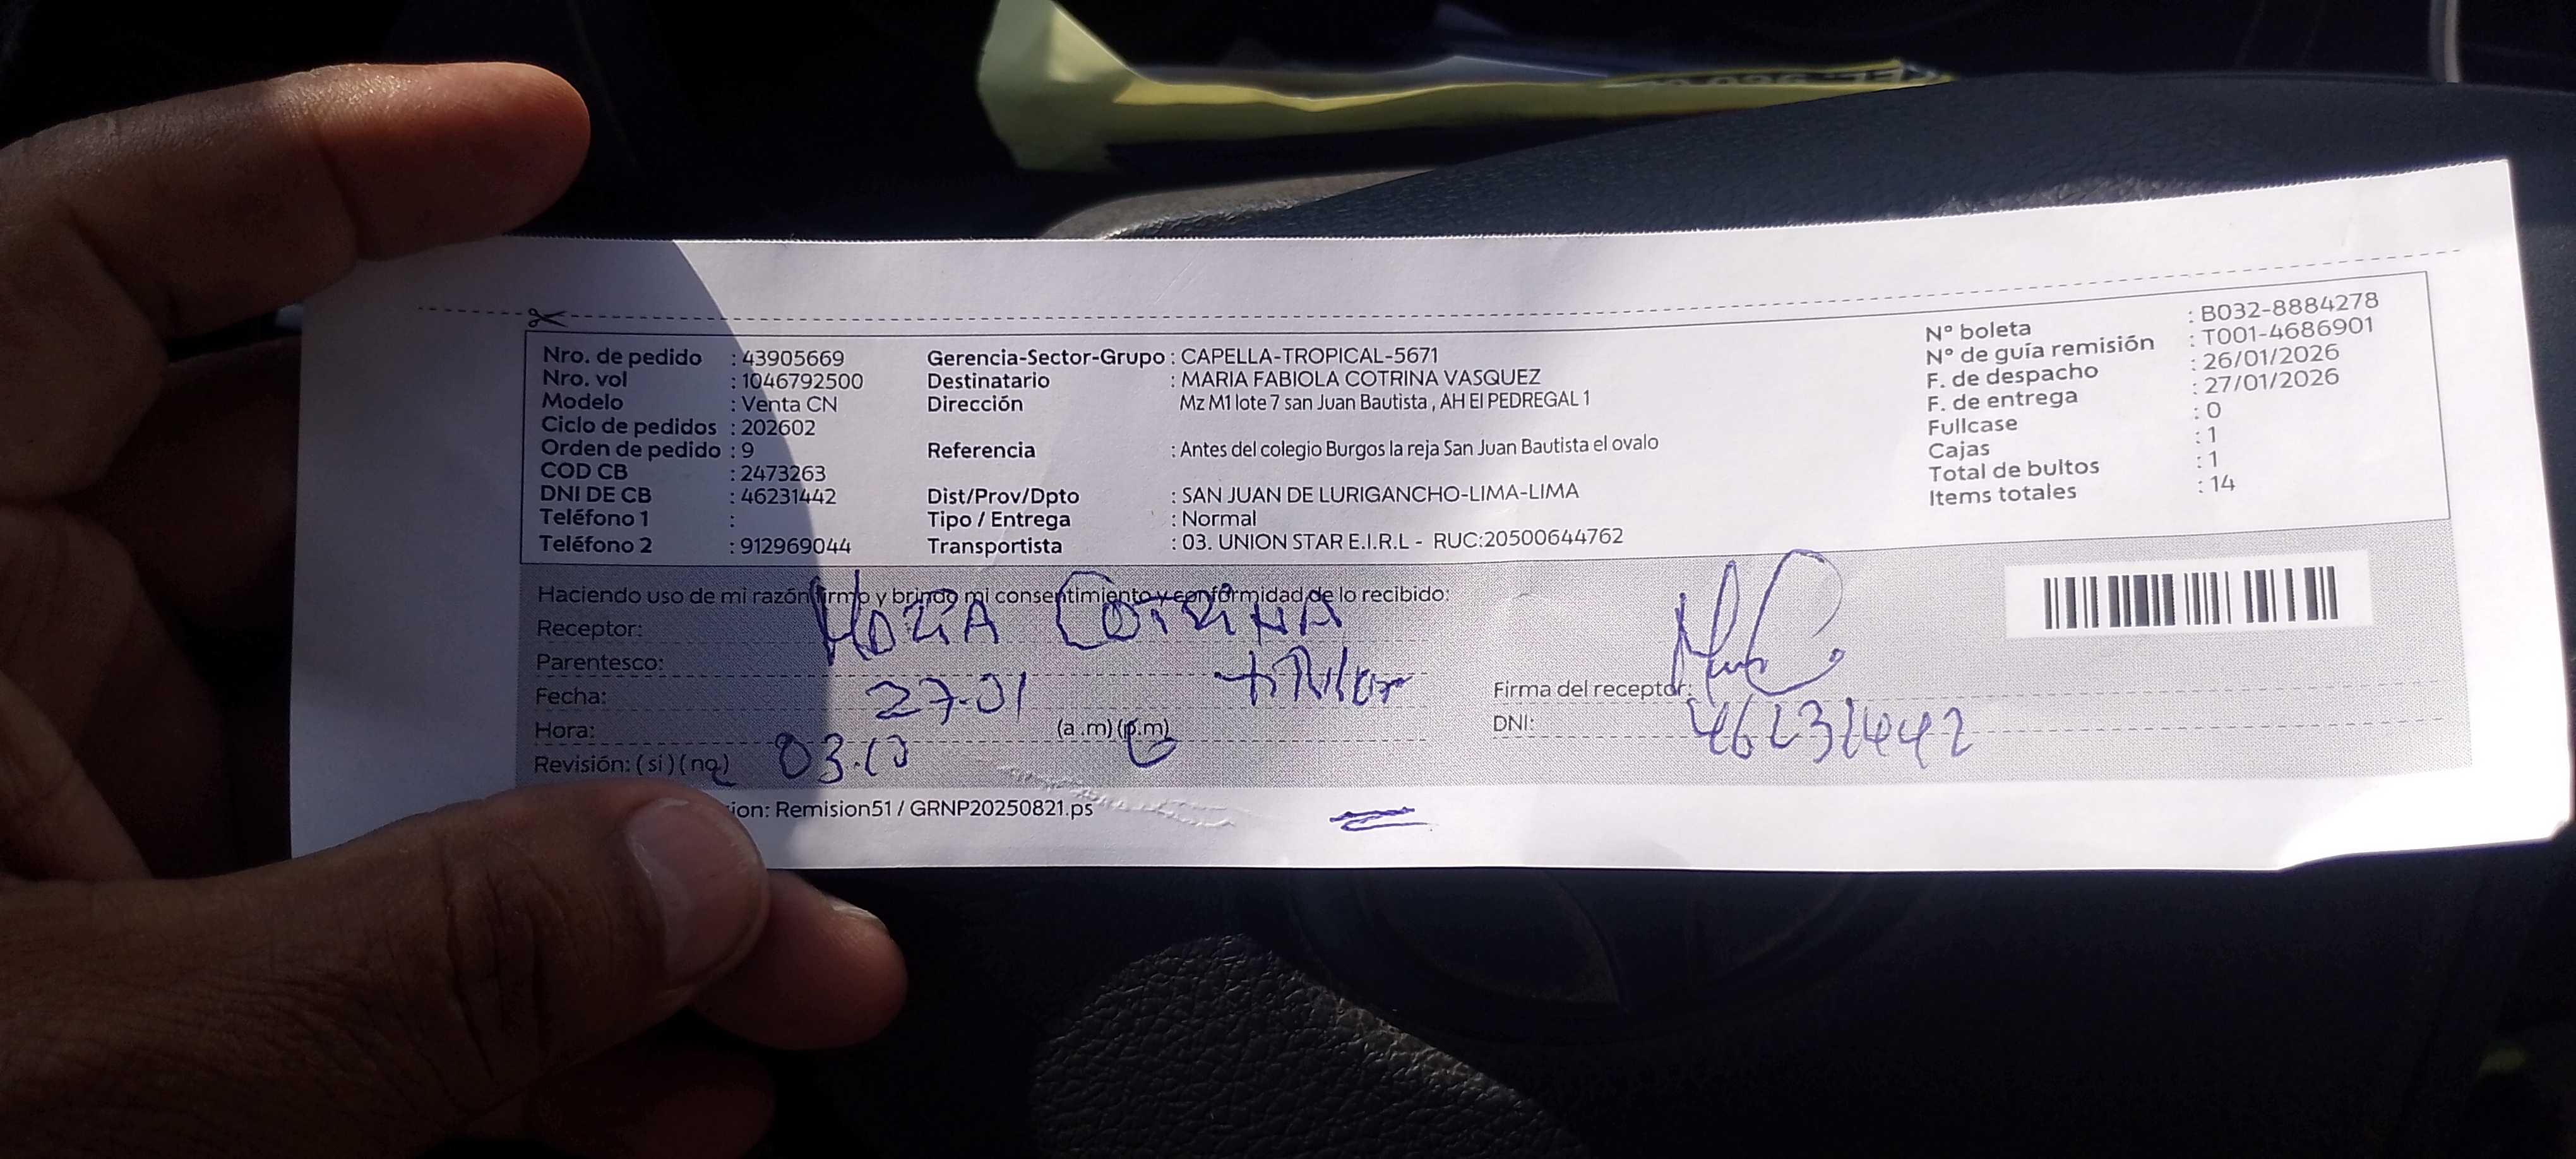 Nro. de pedido : 43905669
Nro. vol : 1046792500
Modelo : Venta CN
Ciclo de pedidos : 202602
Orden de pedido : 9
COD CB : 2473263
DNI DE CB : 46231442
Teléfono 1 :
Teléfono 2 : 912969044
Gerencia-Sector-Grupo : CAPELLA-TROPICAL-5671
Destinatario : MARIA FABIOLA COTRINA VASQUEZ
Dirección Mz M1 lote 7 san Juan Bautista , AH El PEDREGAL 1
Referencia : Antes del colegio Burgos la reja San Juan Bautista el ovalo
Dist/Prov/Dpto : SAN JUAN DE LURIGANCHO-LIMA-LIMA
Tipo / Entrega : Normal
Transportista : 03. UNION STAR E.I.R.L - RUC:20500644762
N° boleta : B032-8884278
N° de guía remisión : T001-4686901
F. de despacho : 26/01/2026
F. de entrega : 27/01/2026
Fullcase : 0
Cajas : 1
Total de bultos : 1
Items totales : 14
Haciendo uso de mi razón firmo y brindo mi consentimiento y conformidad de lo recibido:
Receptor: MARIA COTRINA
Parentesco: titular
Fecha: 27-01
Hora: 03:10 (a .m) (p.m)
Revisión: ( si ) ( no )
Firma del receptor:
DNI: 46231442
ion: Remision51 / GRNP20250821.ps